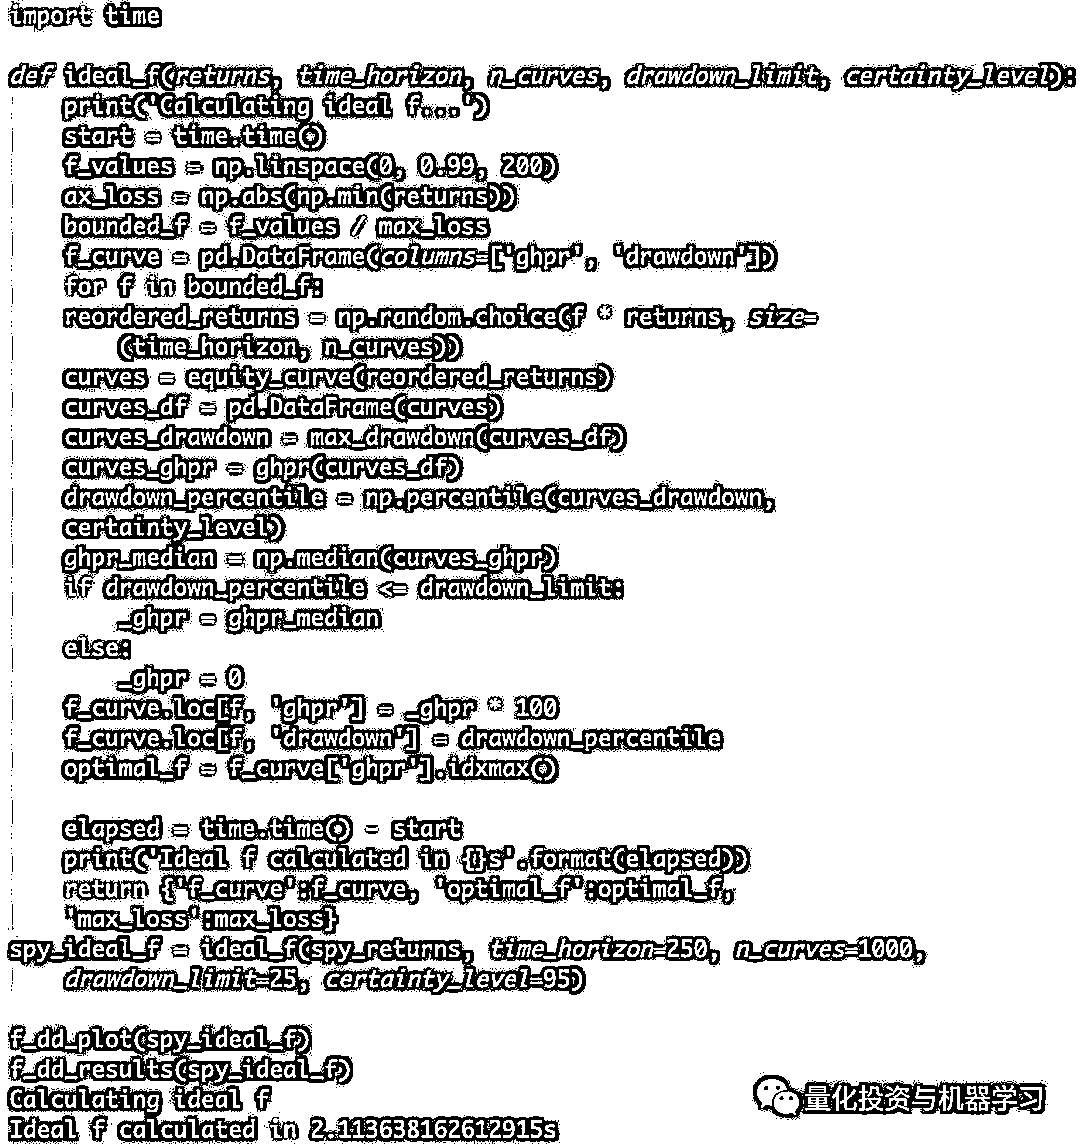 import time
def ideal_f(returns, time_horizon, n_curves, drawdown_limit, certainty_level):
    print('Calculating ideal f...')
    start = time.time()
    f_values = np.linspace(0, 0.99, 200)
    ax_loss = np.abs(np.min(returns))
    bounded_f = f_values / max_loss
    f_curve = pd.DataFrame(columns=['ghpr', 'drawdown'])
    for f in bounded_f:
    reordered_returns = np.random.choice(f * returns, size=
        (time_horizon, n_curves))
    curves = equity_curve(reordered_returns)
    curves_df = pd.DataFrame(curves)
    curves_drawdown = max_drawdown(curves_df)
    curves_ghpr = ghpr(curves_df)
    drawdown_percentile = np.percentile(curves_drawdown,
    certainty_level)
    ghpr_median = np.median(curves_ghpr)
    if drawdown_percentile <= drawdown_limit:
        _ghpr = ghpr_median
    else:
        _ghpr = 0
    f_curve.loc[f, 'ghpr'] = _ghpr * 100
    f_curve.loc[f, 'drawdown'] = drawdown_percentile
    optimal_f = f_curve['ghpr'].idxmax()
    elapsed = time.time() - start
    print('Ideal f calculated in {}s'.format(elapsed))
    return {'f_curve':f_curve, 'optimal_f':optimal_f,
    'max_loss':max_loss}
spy_ideal_f = ideal_f(spy_returns, time_horizon=250, n_curves=1000,
    drawdown_limit=25, certainty_level=95)
f_dd_plot(spy_ideal_f)
f_dd_results(spy_ideal_f)
Calculating ideal f
Ideal f calculated in 2.113638162612915s
量化投资与机器学习